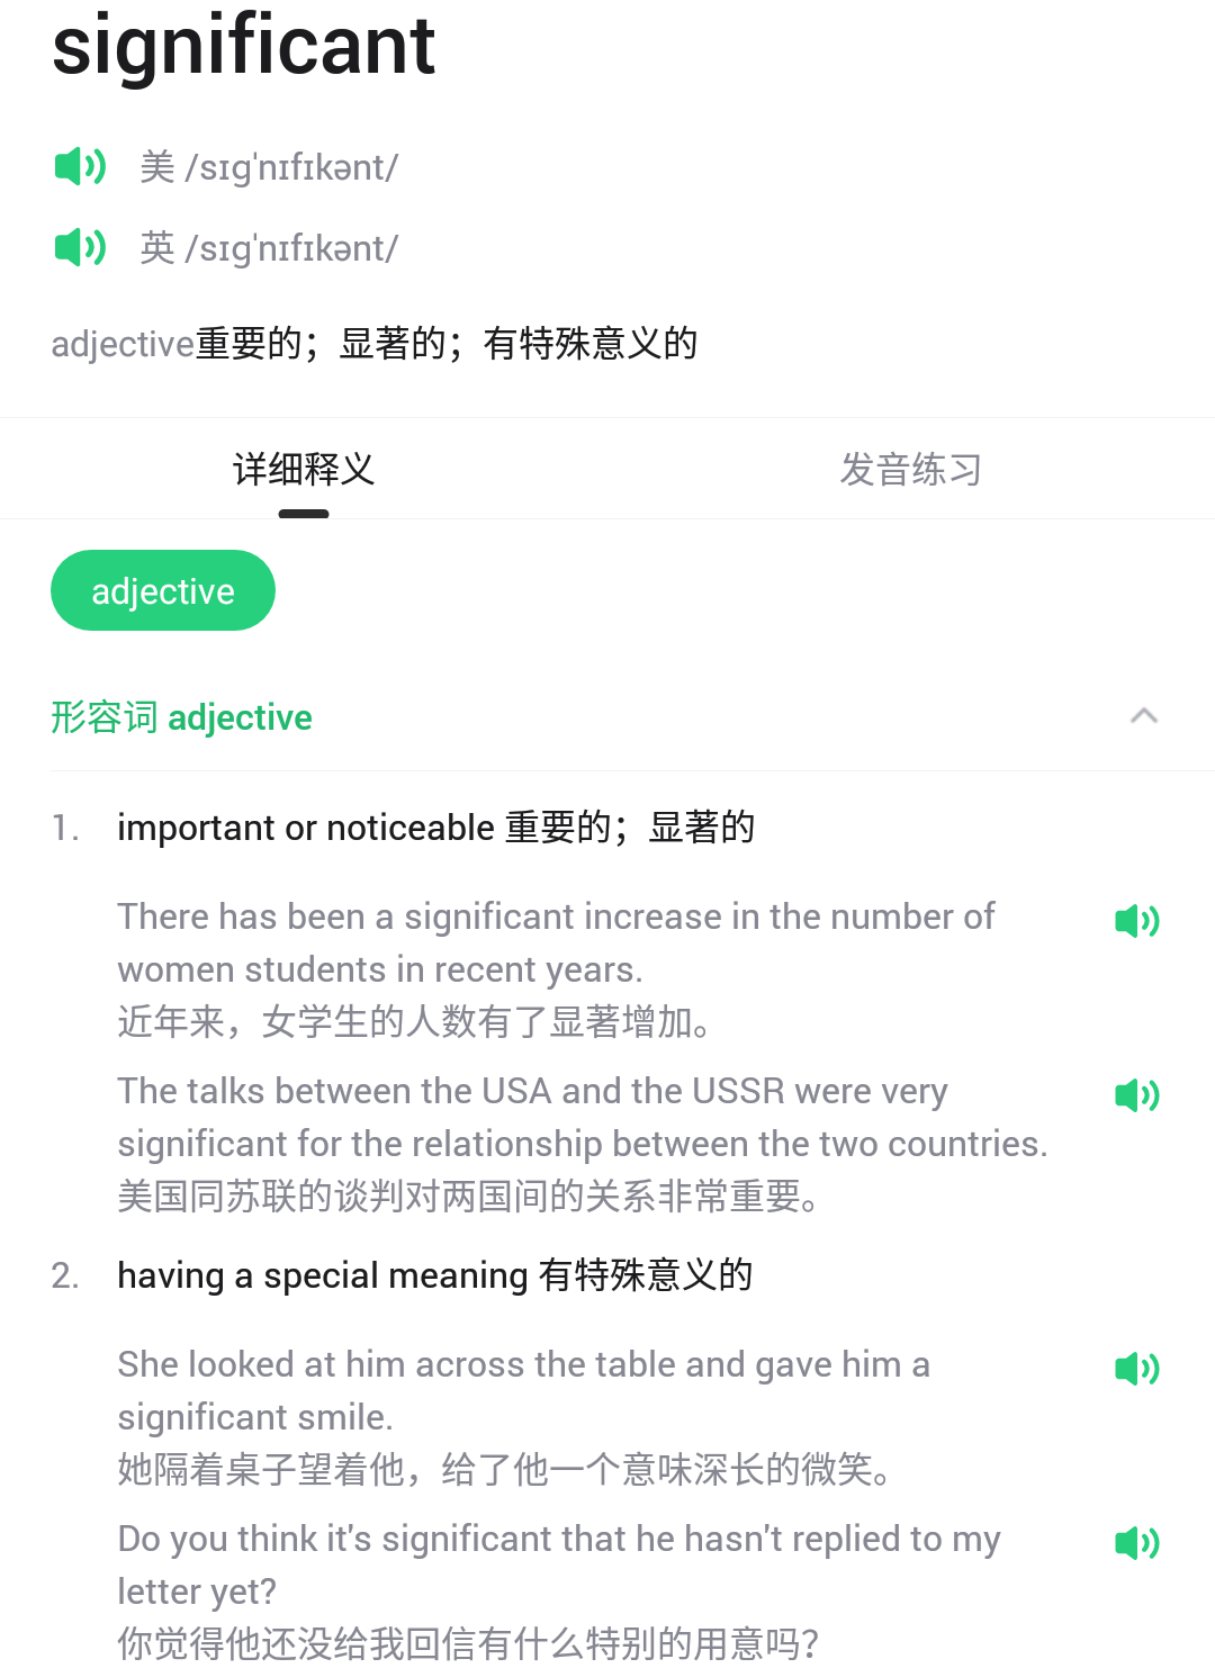 significant
美 /sɪɡˈnɪfɪkənt/
英 /sɪɡˈnɪfɪkənt/
adjective重要的；显著的；有特殊意义的
详细释义
发音练习
adjective
形容词 adjective
1. important or noticeable 重要的；显著的
There has been a significant increase in the number of
women students in recent years.
近年来，女学生的人数有了显著增加。
The talks between the USA and the USSR were very
significant for the relationship between the two countries.
美国同苏联的谈判对两国间的关系非常重要。
2. having a special meaning 有特殊意义的
She looked at him across the table and gave him a
significant smile.
她隔着桌子望着他，给了他一个意味深长的微笑。
Do you think it's significant that he hasn't replied to my
letter yet?
你觉得他还没给我回信有什么特别的用意吗？